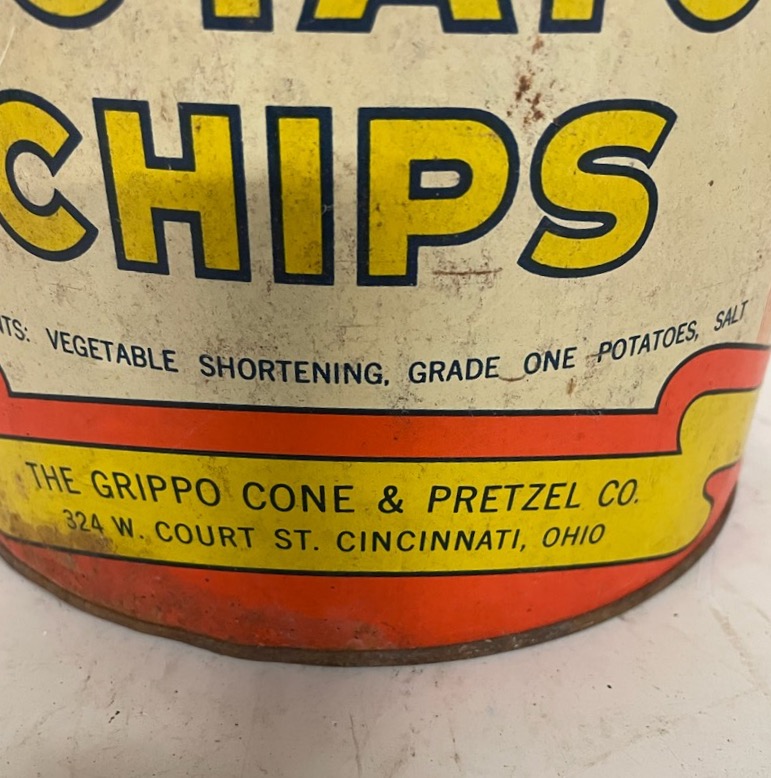 CHIPS
VEGETABLE SHORTENING, GRADE ONE POTATOES, SALT
THE GRIPPO CONE & PRETZEL CO.
324 W. COURT ST. CINCINNATI, OHIO